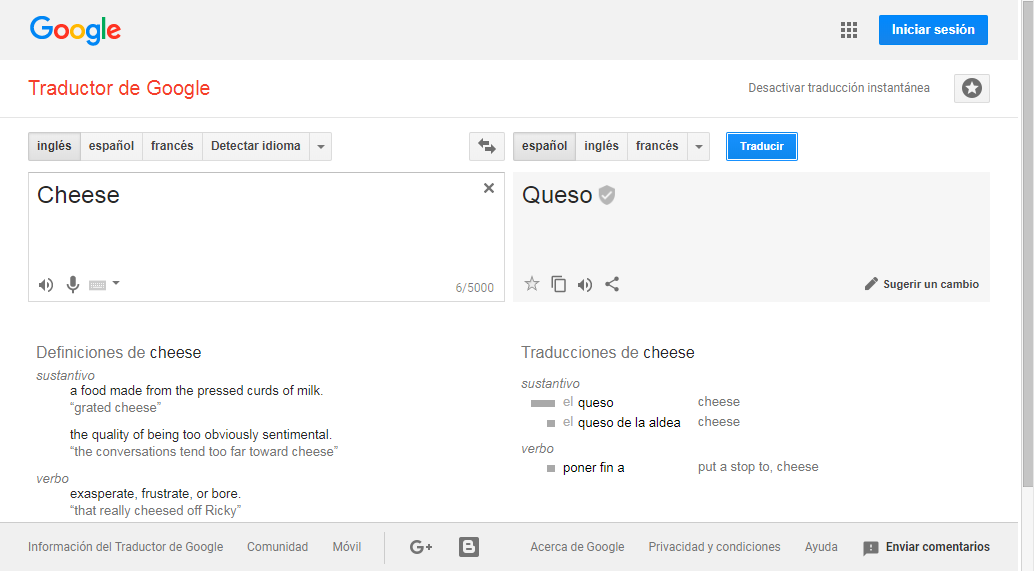 Google
Iniciar sesión
Traductor de Google
Desactivar traducción instantánea
inglés español francés Detectar idioma
español inglés francés Traducir
Cheese
6/5000
Queso
Sugerir un cambio
Definiciones de cheese
sustantivo
a food made from the pressed curds of milk.
“grated cheese”
the quality of being too obviously sentimental.
“the conversations tend too far toward cheese”
verbo
exasperate, frustrate, or bore.
“that really cheesed off Ricky”
Traducciones de cheese
sustantivo
el queso cheese
el queso de la aldea cheese
verbo
poner fin a put a stop to, cheese
Información del Traductor de Google Comunidad Móvil G+ B Acerca de Google Privacidad y condiciones Ayuda Enviar comentarios